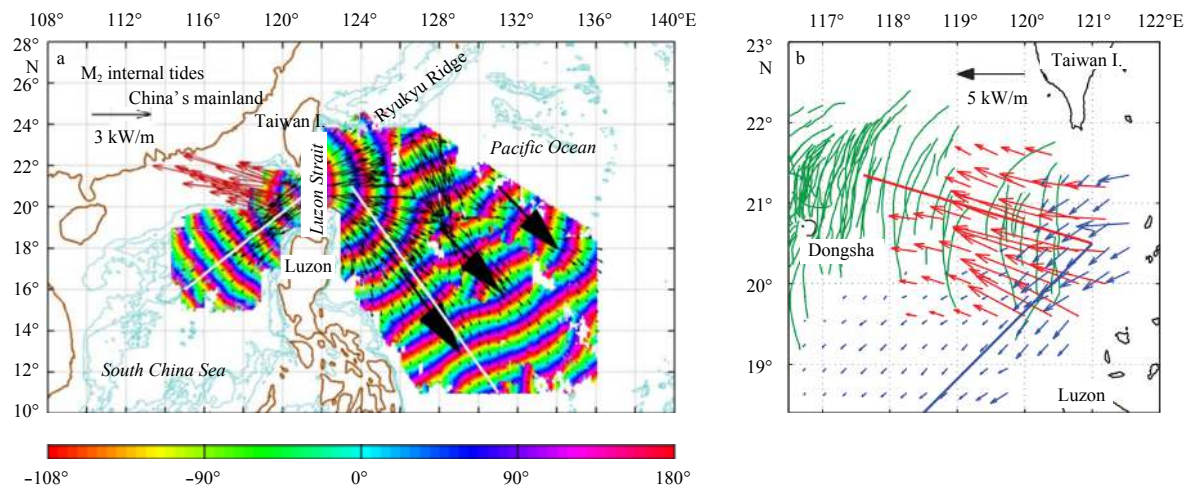 108° 112° 116° 120° 124° 128° 132° 136° 140°E
28°
N
26°
24°
22°
20°
18°
16°
14°
12°
10°
a
M2 internal tides
China's mainland
3 kW/m
Taiwan I.
Ryukyu Ridge
Pacific Ocean
Luzon Strait
Luzon
South China Sea
−108° −90° 0° 90° 180°
117° 118° 119° 120° 121° 122°E
23°
N
22°
21°
20°
19°
b
5 kW/m
Taiwan I.
Dongsha
Luzon